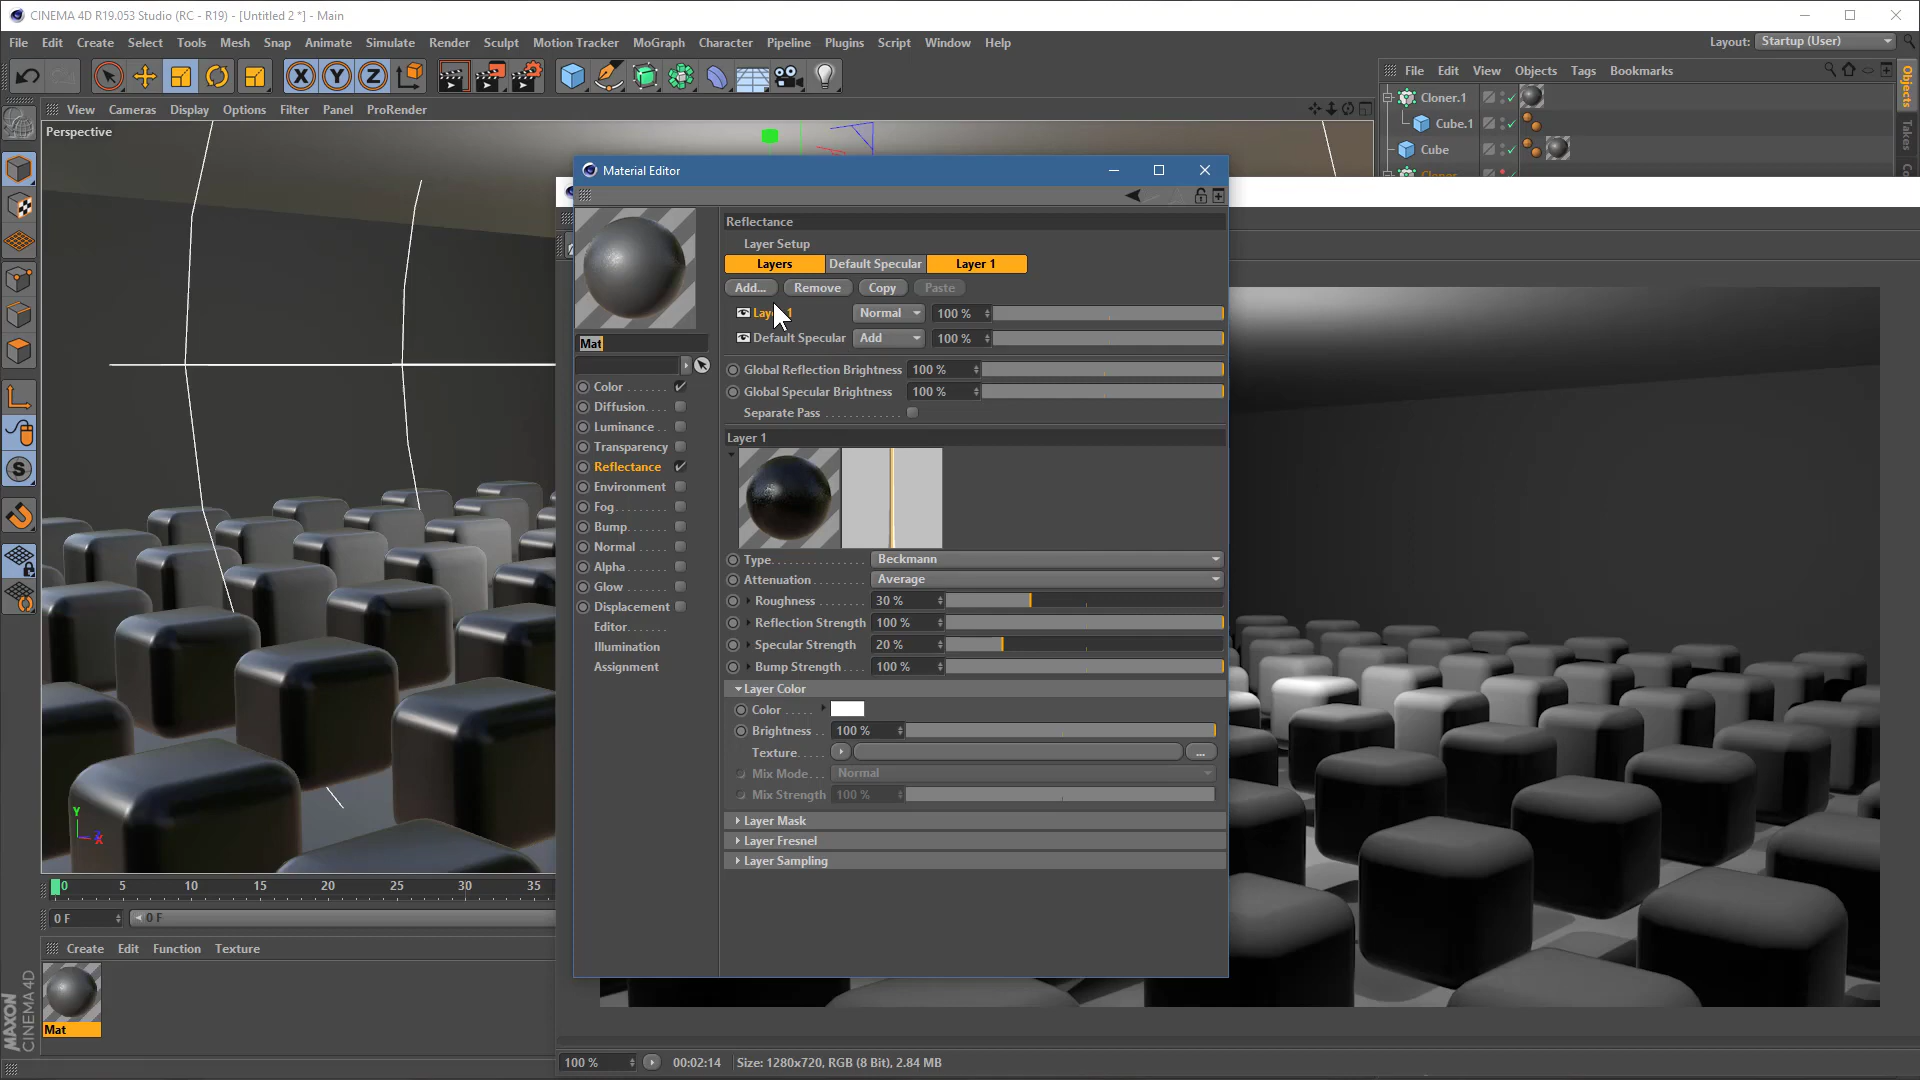 CINEMA 4D R19.053 Studio (RC - R19) - [Untitled 2 *] - Main
File Edit Create Select Tools Mesh Snap Animate Simulate Render Sculpt Motion Tracker MoGraph Character Pipeline Plugins Script Window Help
Layout: Startup (User)
X Y Z
File Edit View Objects Tags Bookmarks
Objects
Takes
View Cameras Display Options Filter Panel ProRender
Perspective
Cloner.1
Cube.1
Cube
Material Editor
Reflectance
Layer Setup
Layers Default Specular Layer 1
Add... Remove Copy Paste
Normal 100 %
Default Specular Add 100 %
Global Reflection Brightness 100 %
Global Specular Brightness 100 %
Separate Pass
Layer 1
Mat
Color
Diffusion
Luminance
Transparency
Reflectance
Environment
Fog
Bump
Normal
Alpha
Glow
Displacement
Editor
Illumination
Assignment
Type Beckmann
Attenuation Average
Roughness 30 %
Reflection Strength 100 %
Specular Strength 20 %
Bump Strength 100 %
Layer Color
Color
Brightness 100 %
Texture ...
Mix Mode Normal
Mix Strength 100 %
Layer Mask
Layer Fresnel
Layer Sampling
Y
X
0 5 10 15 20 25 30 35
0 F 0 F
Create Edit Function Texture
Mat
MAXON
CINEMA 4D
100 % 00:02:14 Size: 1280x720, RGB (8 Bit), 2.84 MB